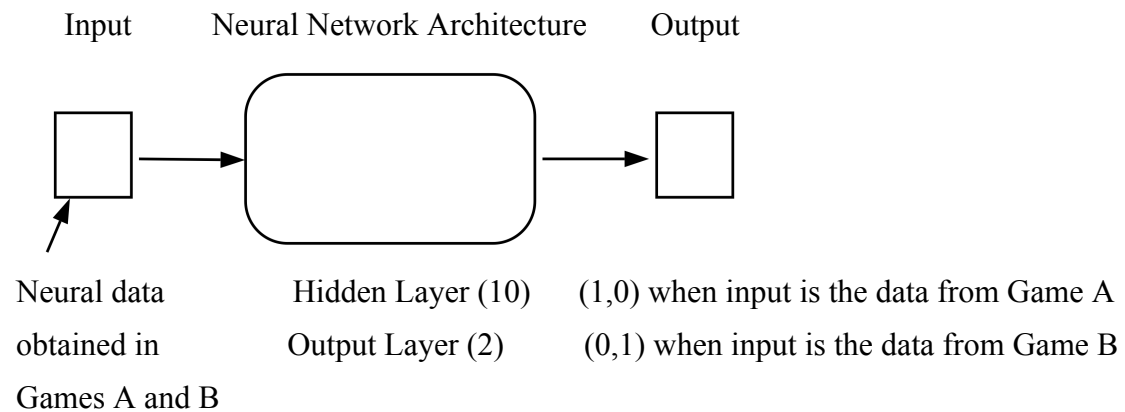 Input Neural Network Architecture Output
Neural data Hidden Layer (10) (1,0) when input is the data from Game A
obtained in Output Layer (2) (0,1) when input is the data from Game B
Games A and B